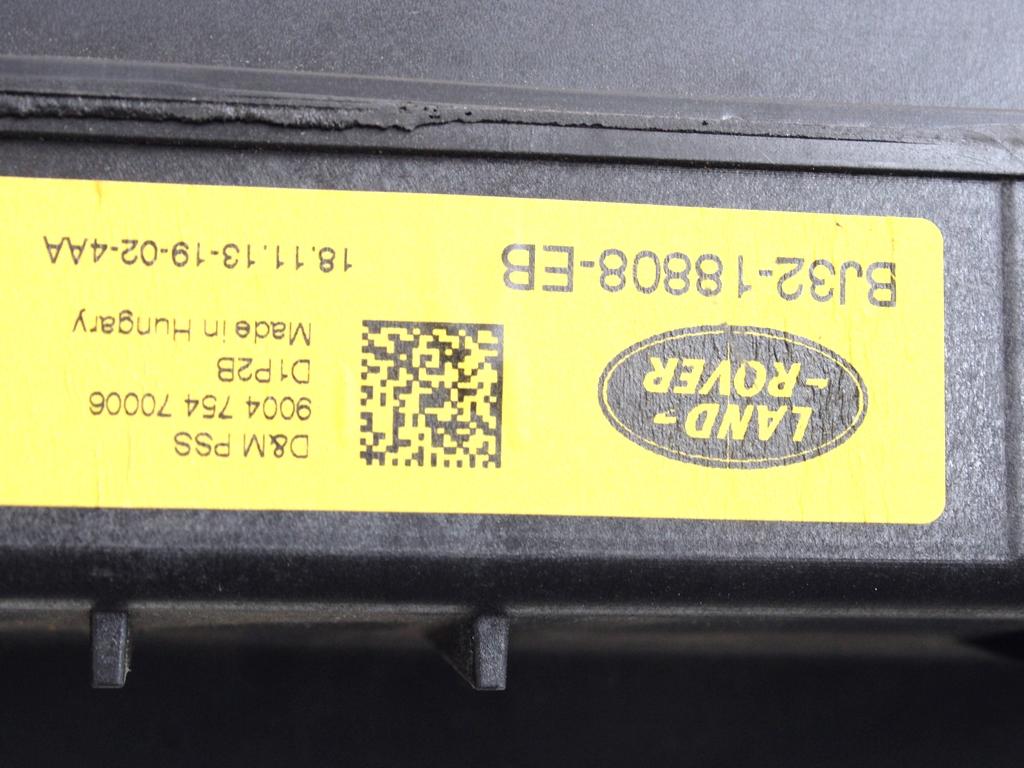 LAND-
-ROVER
D&M PSS
9004 754 70006
D1P2B
Made in Hungary
BJ32-18808-EB
18.11.13-19-02-4AA